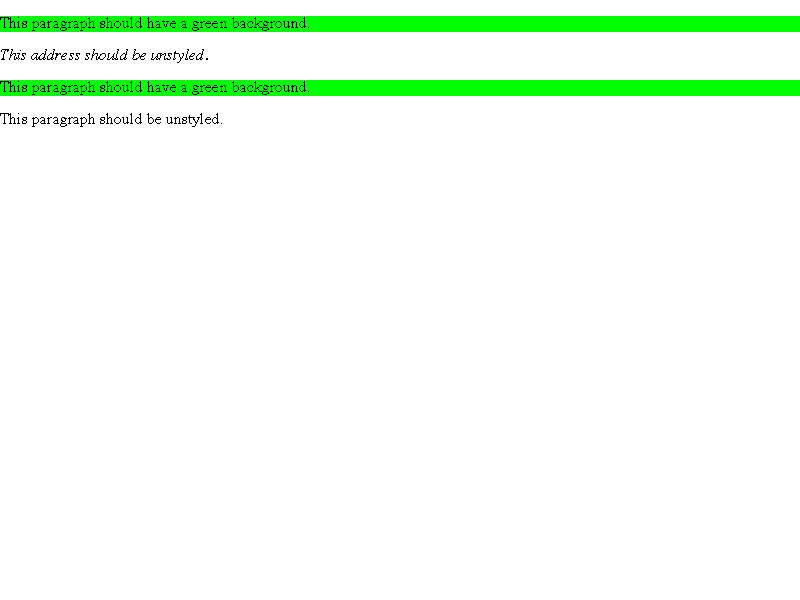 This paragraph should have a green background.
This address should be unstyled.
This paragraph should have a green background.
This paragraph should be unstyled.